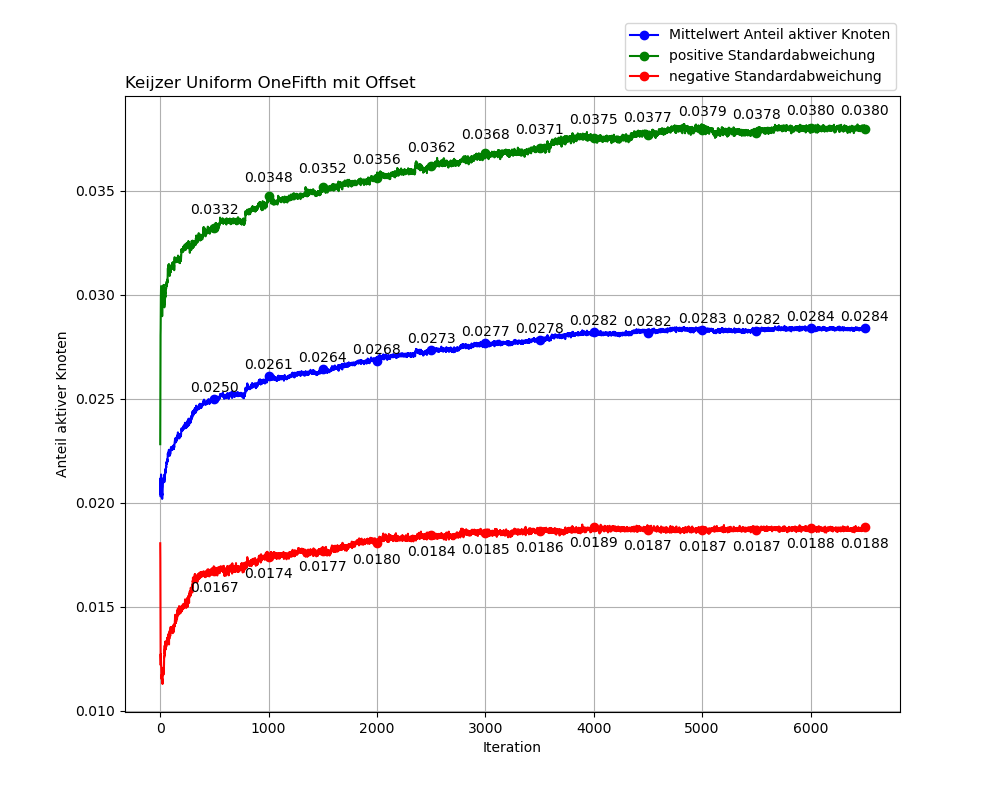 Mittelwert Anteil aktiver Knoten
positive Standardabweichung
negative Standardabweichung
Keijzer Uniform OneFifth mit Offset
0.0332 0.0348 0.0352 0.0356 0.0362 0.0368 0.0371 0.0375 0.0377 0.0379 0.0378 0.0380 0.0380
0.0250 0.0261 0.0264 0.0268 0.0273 0.0277 0.0278 0.0282 0.0282 0.0283 0.0282 0.0284 0.0284
0.0167 0.0174 0.0177 0.0180 0.0184 0.0185 0.0186 0.0189 0.0187 0.0187 0.0187 0.0188 0.0188
0.035
0.030
0.025
0.020
0.015
0.010
Anteil aktiver Knoten
0 1000 2000 3000 4000 5000 6000
Iteration